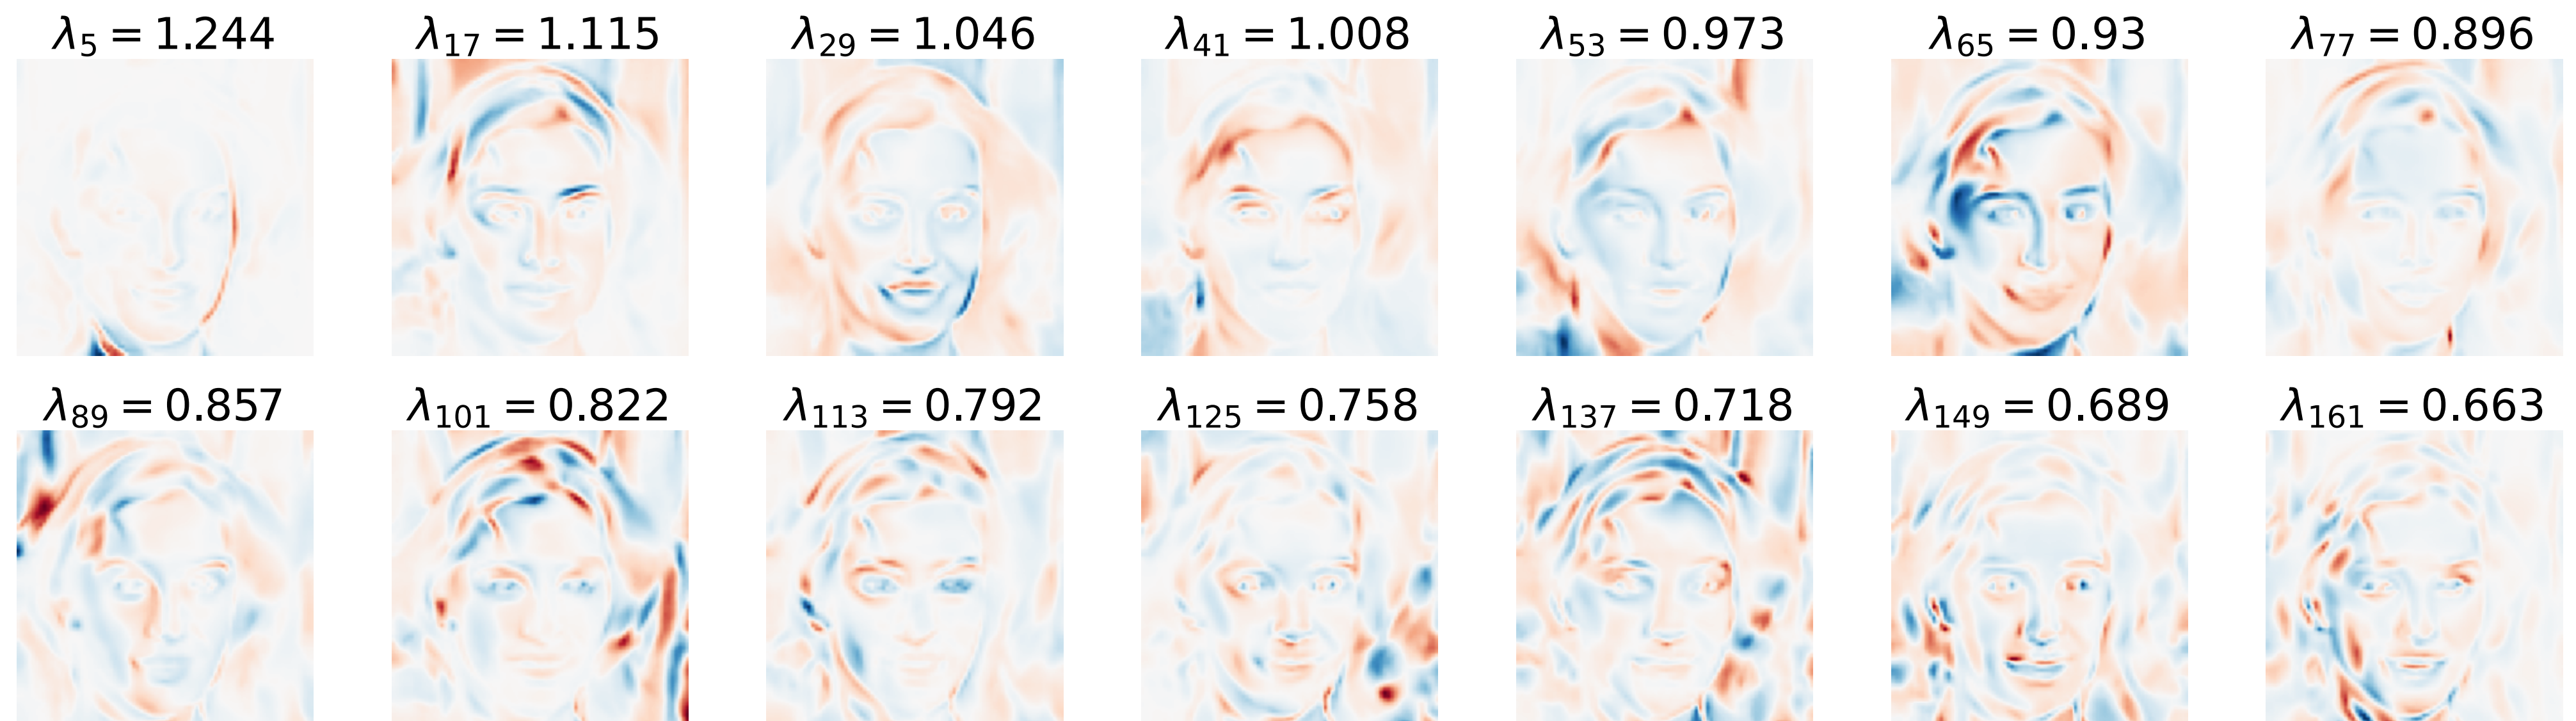 λ₅ = 1.244 λ₁₇ = 1.115 λ₂₉ = 1.046 λ₄₁ = 1.008 λ₅₃ = 0.973 λ₆₅ = 0.93 λ₇₇ = 0.896
λ₈₉ = 0.857 λ₁₀₁ = 0.822 λ₁₁₃ = 0.792 λ₁₂₅ = 0.758 λ₁₃₇ = 0.718 λ₁₄₉ = 0.689 λ₁₆₁ = 0.663